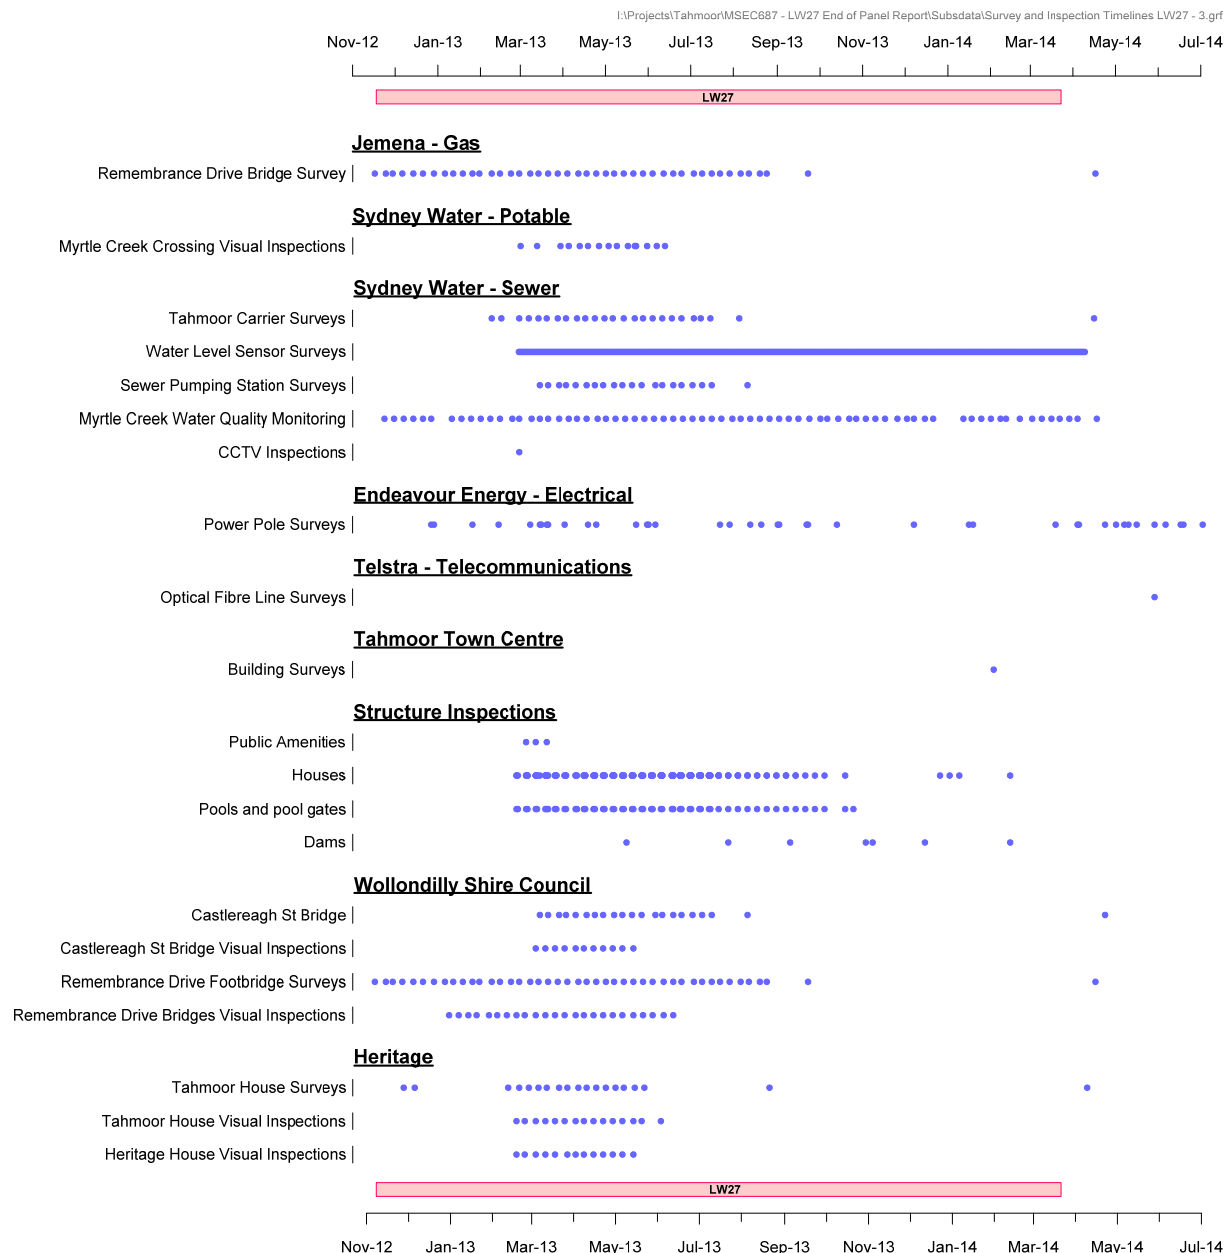 I:\Projects\Tahmoor\MSEC687 - LW27 End of Panel Report\Subsdata\Survey and Inspection Timelines LW27 - 3.grf
Nov-12 Jan-13 Mar-13 May-13 Jul-13 Sep-13 Nov-13 Jan-14 Mar-14 May-14 Jul-14
LW27
Jemena - Gas
Remembrance Drive Bridge Survey
Sydney Water - Potable
Myrtle Creek Crossing Visual Inspections
Sydney Water - Sewer
Tahmoor Carrier Surveys
Water Level Sensor Surveys
Sewer Pumping Station Surveys
Myrtle Creek Water Quality Monitoring
CCTV Inspections
Endeavour Energy - Electrical
Power Pole Surveys
Telstra - Telecommunications
Optical Fibre Line Surveys
Tahmoor Town Centre
Building Surveys
Structure Inspections
Public Amenities
Houses
Pools and pool gates
Dams
Wollondilly Shire Council
Castlereagh St Bridge
Castlereagh St Bridge Visual Inspections
Remembrance Drive Footbridge Surveys
Remembrance Drive Bridges Visual Inspections
Heritage
Tahmoor House Surveys
Tahmoor House Visual Inspections
Heritage House Visual Inspections
LW27
Nov-12 Jan-13 Mar-13 May-13 Jul-13 Sep-13 Nov-13 Jan-14 Mar-14 May-14 Jul-14